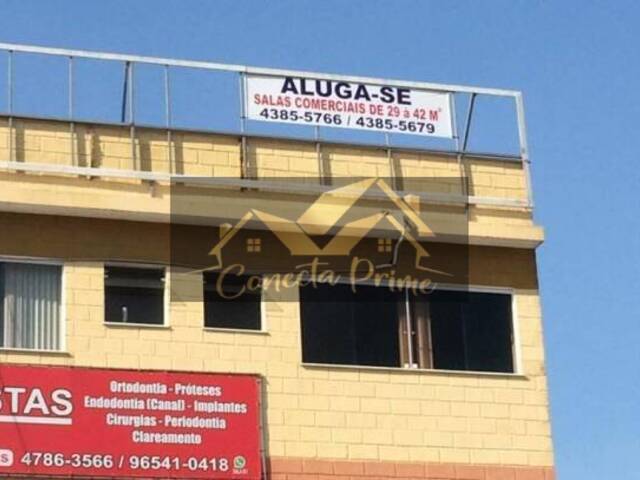 ALUGA-SE
SALAS COMERCIAIS DE 29 à 42 M²
4385-5766 / 4385-5679
Conecta Prime
STAS
Ortodontia - Próteses
Endodontia (Canal) - Implantes
Cirurgias - Periodontia
Clareamento
4786-3566 / 96541-0418